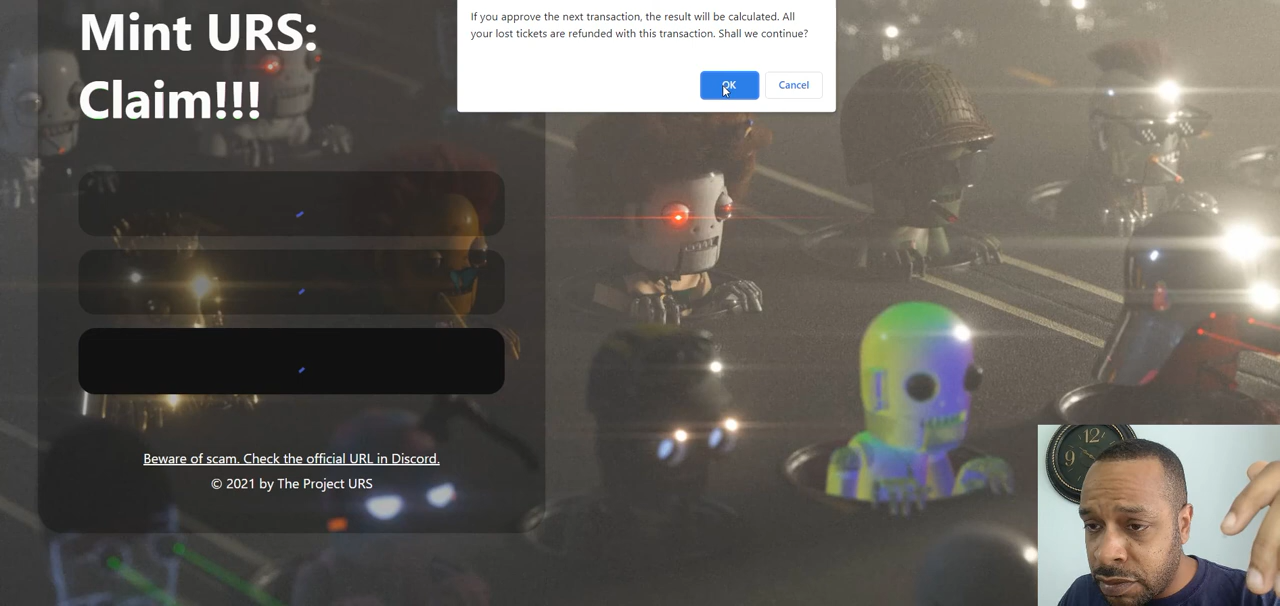 Mint URS:
Claim!!!
If you approve the next transaction, the result will be calculated. All
your lost tickets are refunded with this transaction. Shall we continue?
OK
Cancel
Beware of scam. Check the official URL in Discord.
© 2021 by The Project URS
12
9